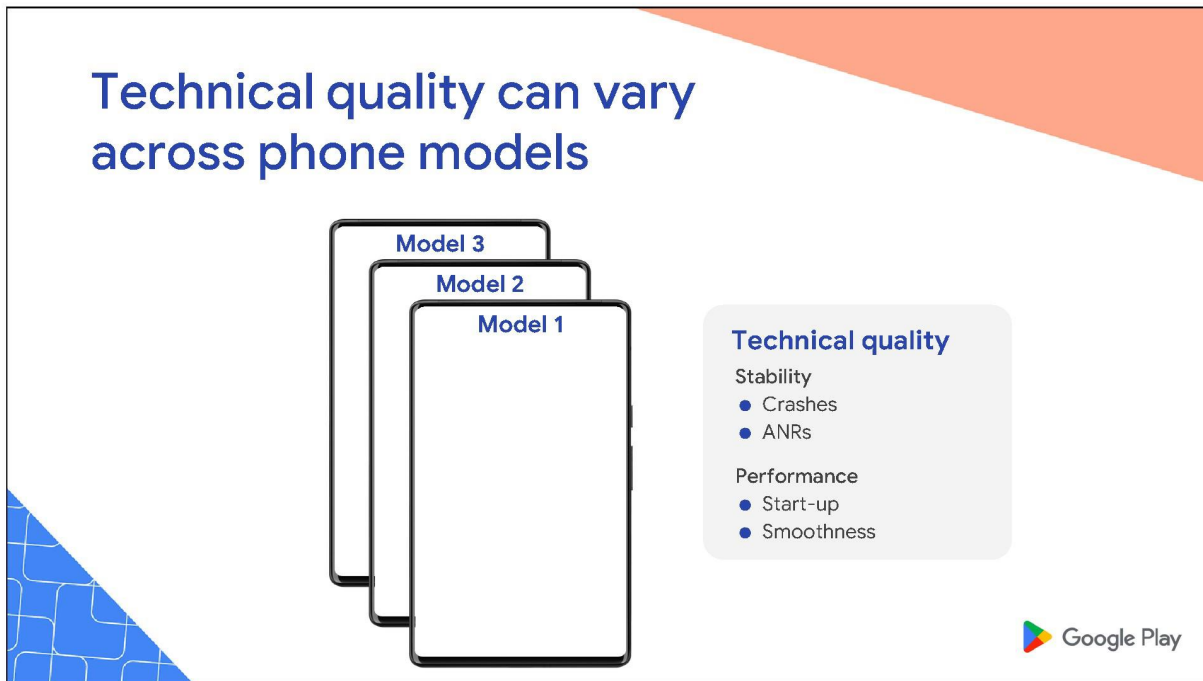 Technical quality can vary
across phone models
Model 3
Model 2
Model 1
Technical quality
Stability
Crashes
ANRs
Performance
Start-up
Smoothness
Google Play